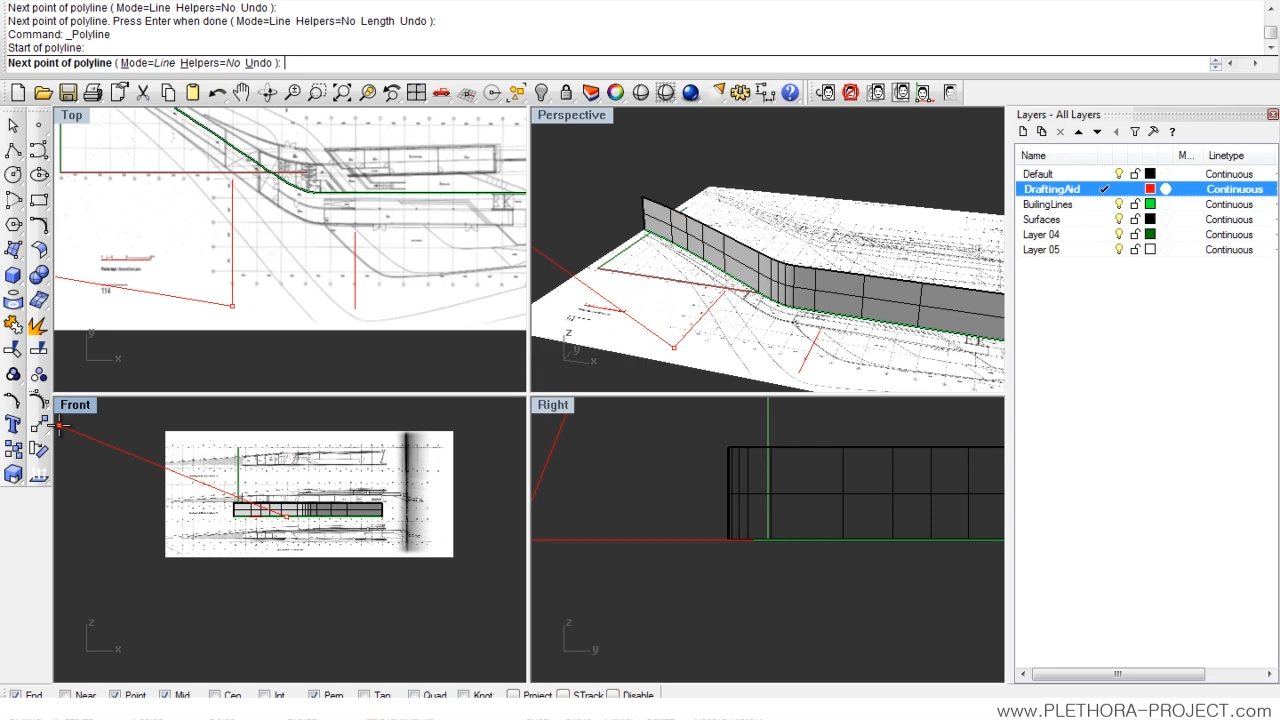 Next point of polyline ( Mode=Line Helpers=No Undo ):
Next point of polyline. Press Enter when done ( Mode=Line Helpers=No Length Undo ):
Command: _Polyline
Start of polyline:
Next point of polyline ( Mode=Line Helpers=No Undo ):
Top
Perspective
Layers - All Layers
Name M... Linetype
Default Continuous
DraftingAid Continuous
BuilingLines Continuous
Surfaces Continuous
Layer 04 Continuous
Layer 05 Continuous
114
y
x
z
y
x
Front
Right
z
x
z
y
End Near Point Mid Cen Int Perp Tan Quad Knot Project STrack Disable
www.PLETHORA-PROJECT.com